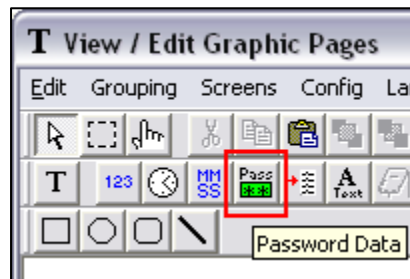 T View / Edit Graphic Pages
Edit Grouping Screens Config La
T 123 MM SS Pass ** A Text
Password Data